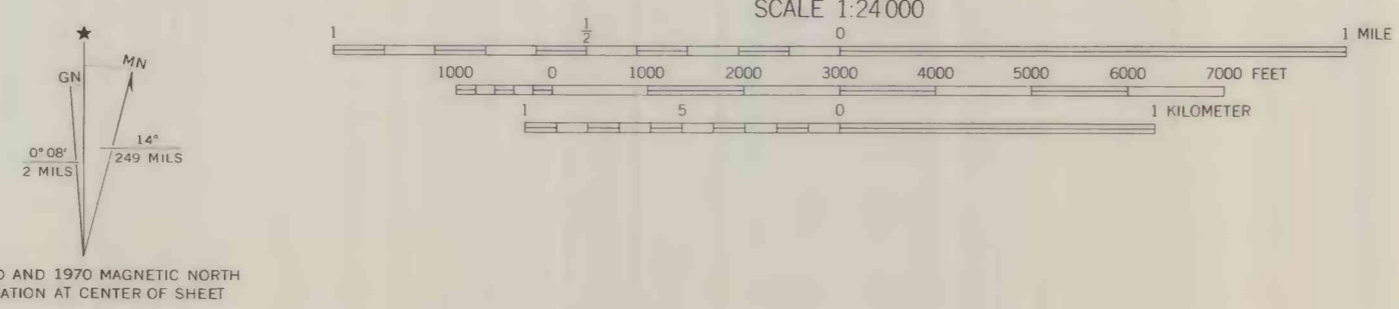 SCALE 1:24 000
1 1/2 0 1 MILE
1000 0 1000 2000 3000 4000 5000 6000 7000 FEET
1 5 0 1 KILOMETER
★
GN MN
0°08′ 14°
2 MILS 249 MILS
AND 1970 MAGNETIC NORTH
ATION AT CENTER OF SHEET